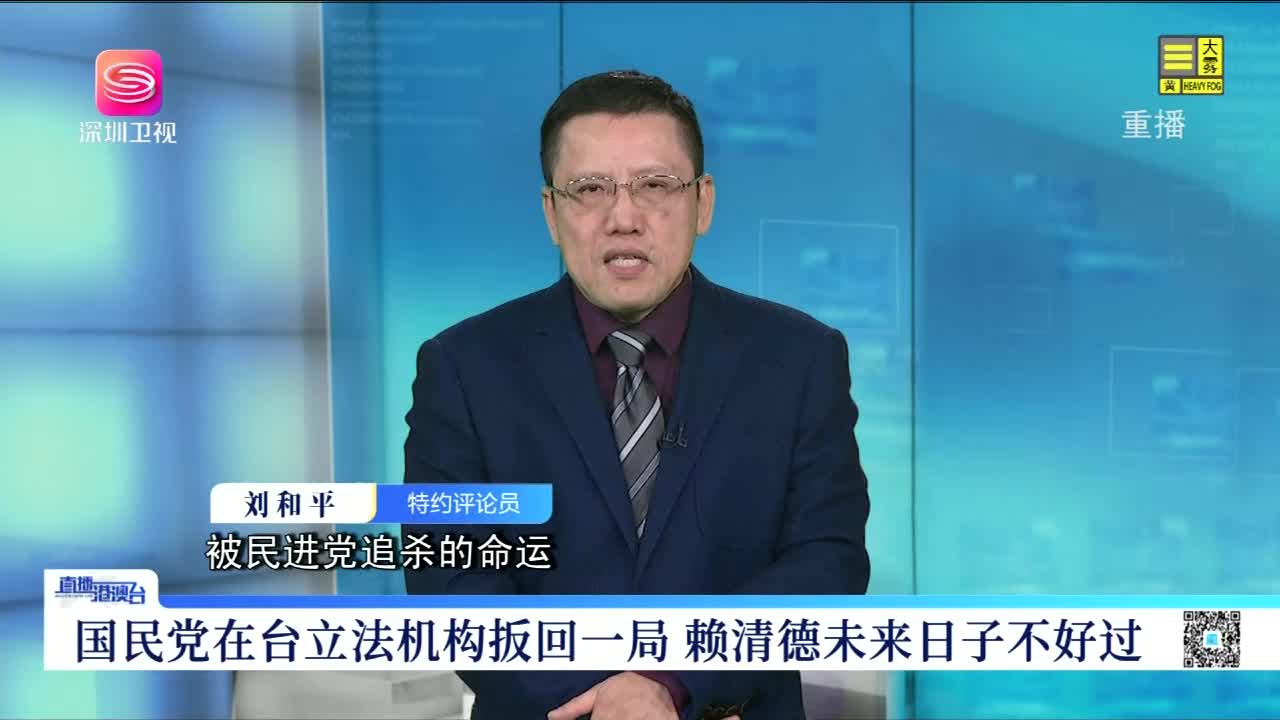 深圳卫视
大雾
黄 HEAVY FOG
重播
刘和平 特约评论员
被民进党追杀的命运
直播港澳台
国民党在台立法机构扳回一局 赖清德未来日子不好过